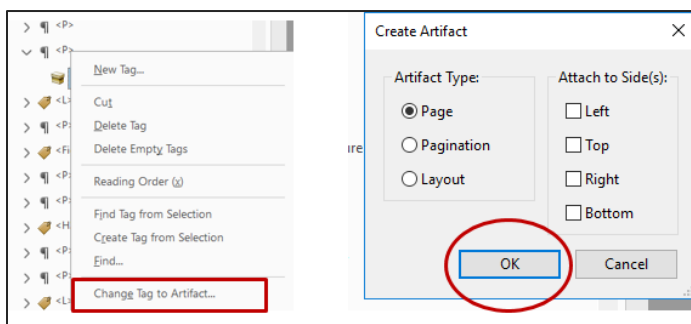 <P>
<P>
New Tag...
<L>
Cut
<P>
Delete Tag
<Fi
Delete Empty Tags
<P>
Reading Order (x)
<P>
Find Tag from Selection
<H
Create Tag from Selection
<P>
Find...
<P>
Change Tag to Artifact...
<L>
ure
Create Artifact
Artifact Type:
Page
Pagination
Layout
Attach to Side(s):
Left
Top
Right
Bottom
OK
Cancel